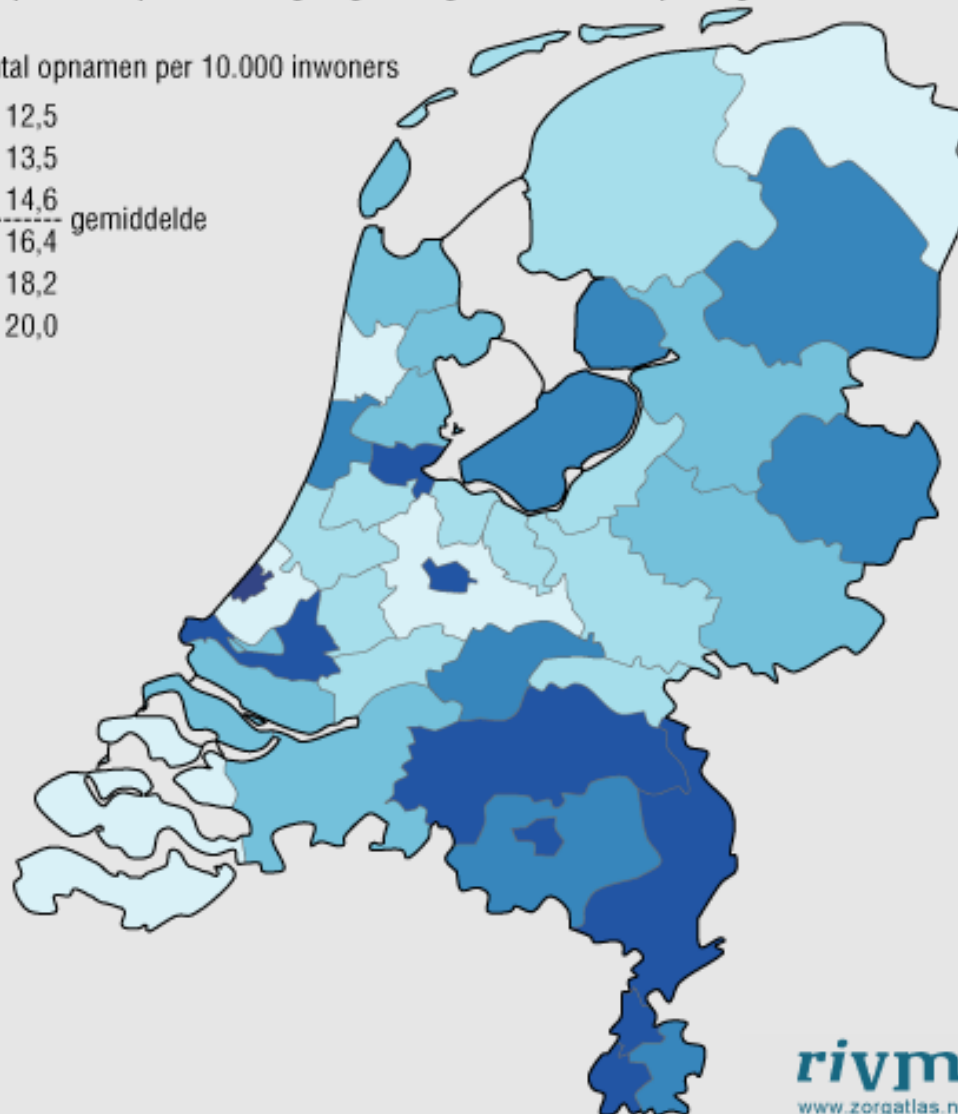 tal opnamen per 10.000 inwoners
12,5
13,5
14,6
gemiddelde
16,4
18,2
20,0
rivm
www.zorgatlas.n